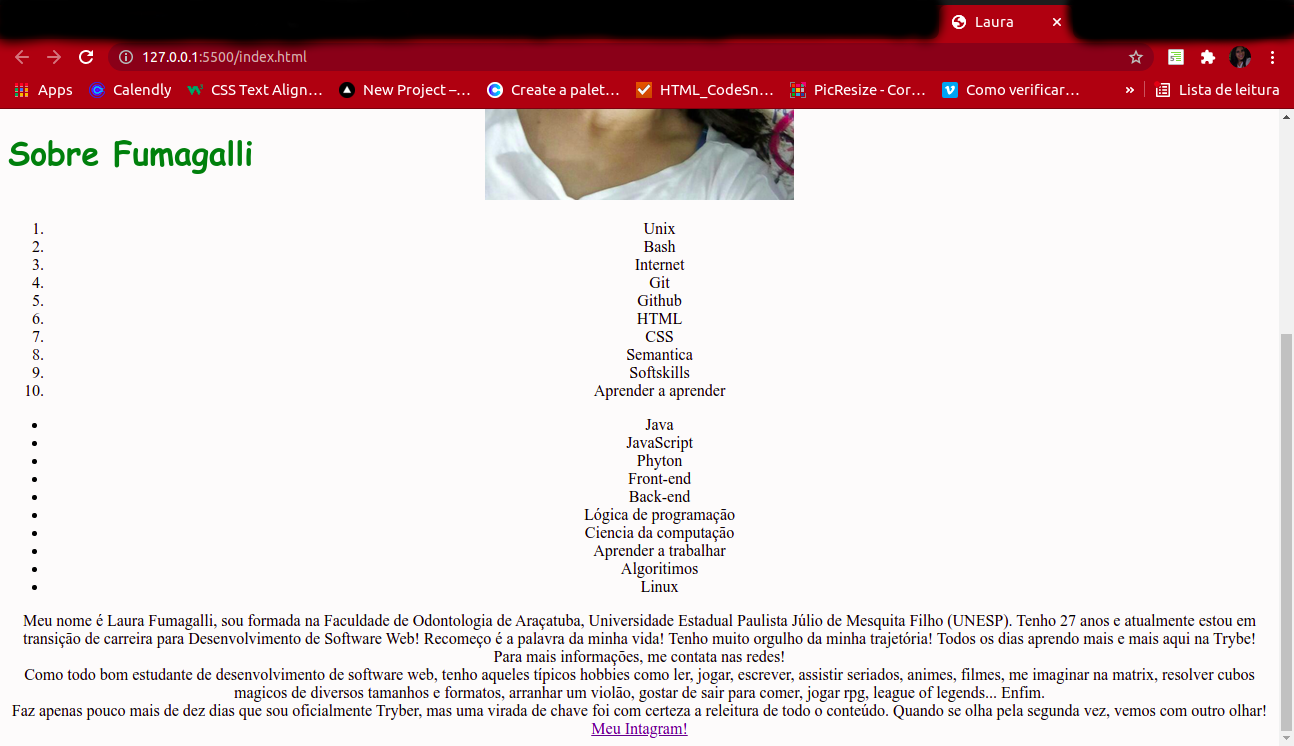 Laura
127.0.0.1:5500/index.html
Apps Calendly CSS Text Align... New Project –... Create a palet... HTML_CodeSn... PicResize - Cor... Como verificar... » Lista de leitura
Sobre Fumagalli
1. Unix
2. Bash
3. Internet
4. Git
5. Github
6. HTML
7. CSS
8. Semantica
9. Softskills
10. Aprender a aprender
• Java
• JavaScript
• Phyton
• Front-end
• Back-end
• Lógica de programação
• Ciencia da computação
• Aprender a trabalhar
• Algoritimos
• Linux
Meu nome é Laura Fumagalli, sou formada na Faculdade de Odontologia de Araçatuba, Universidade Estadual Paulista Júlio de Mesquita Filho (UNESP). Tenho 27 anos e atualmente estou em
transição de carreira para Desenvolvimento de Software Web! Recomeço é a palavra da minha vida! Tenho muito orgulho da minha trajetória! Todos os dias aprendo mais e mais aqui na Trybe!
Para mais informações, me contata nas redes!
Como todo bom estudante de desenvolvimento de software web, tenho aqueles típicos hobbies como ler, jogar, escrever, assistir seriados, animes, filmes, me imaginar na matrix, resolver cubos
magicos de diversos tamanhos e formatos, arranhar um violão, gostar de sair para comer, jogar rpg, league of legends... Enfim.
Faz apenas pouco mais de dez dias que sou oficialmente Tryber, mas uma virada de chave foi com certeza a releitura de todo o conteúdo. Quando se olha pela segunda vez, vemos com outro olhar!
Meu Intagram!